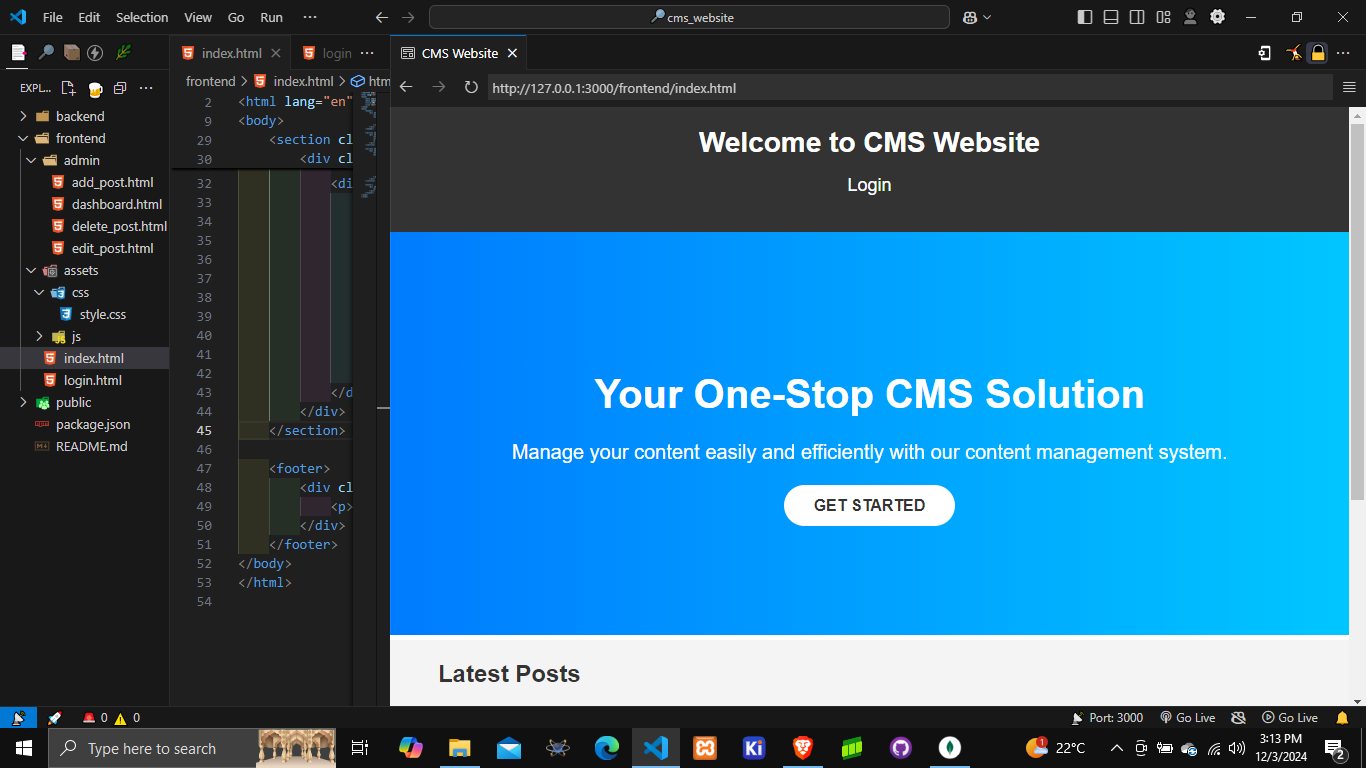 File Edit Selection View Go Run ···
cms_website
EXPL...
backend
frontend
admin
add_post.html
dashboard.html
delete_post.html
edit_post.html
assets
css
style.css
js
index.html
login.html
public
package.json
README.md
index.html login ···
frontend > index.html > htm
2 <html lang="en"
9 <body>
29 <section cl
30 <div cl
32 <di
33
34
35
36
37
38
39
40
41
42
43 </d
44 </div>
45 </section>
46
47 <footer>
48 <div cl
49 <p>
50 </div>
51 </footer>
52 </body>
53 </html>
54
CMS Website
http://127.0.0.1:3000/frontend/index.html
Welcome to CMS Website
Login
Your One-Stop CMS Solution
Manage your content easily and efficiently with our content management system.
GET STARTED
Latest Posts
0 0 Port: 3000 Go Live Go Live
Type here to search
Ki
1 22°C
3:13 PM
12/3/2024
2